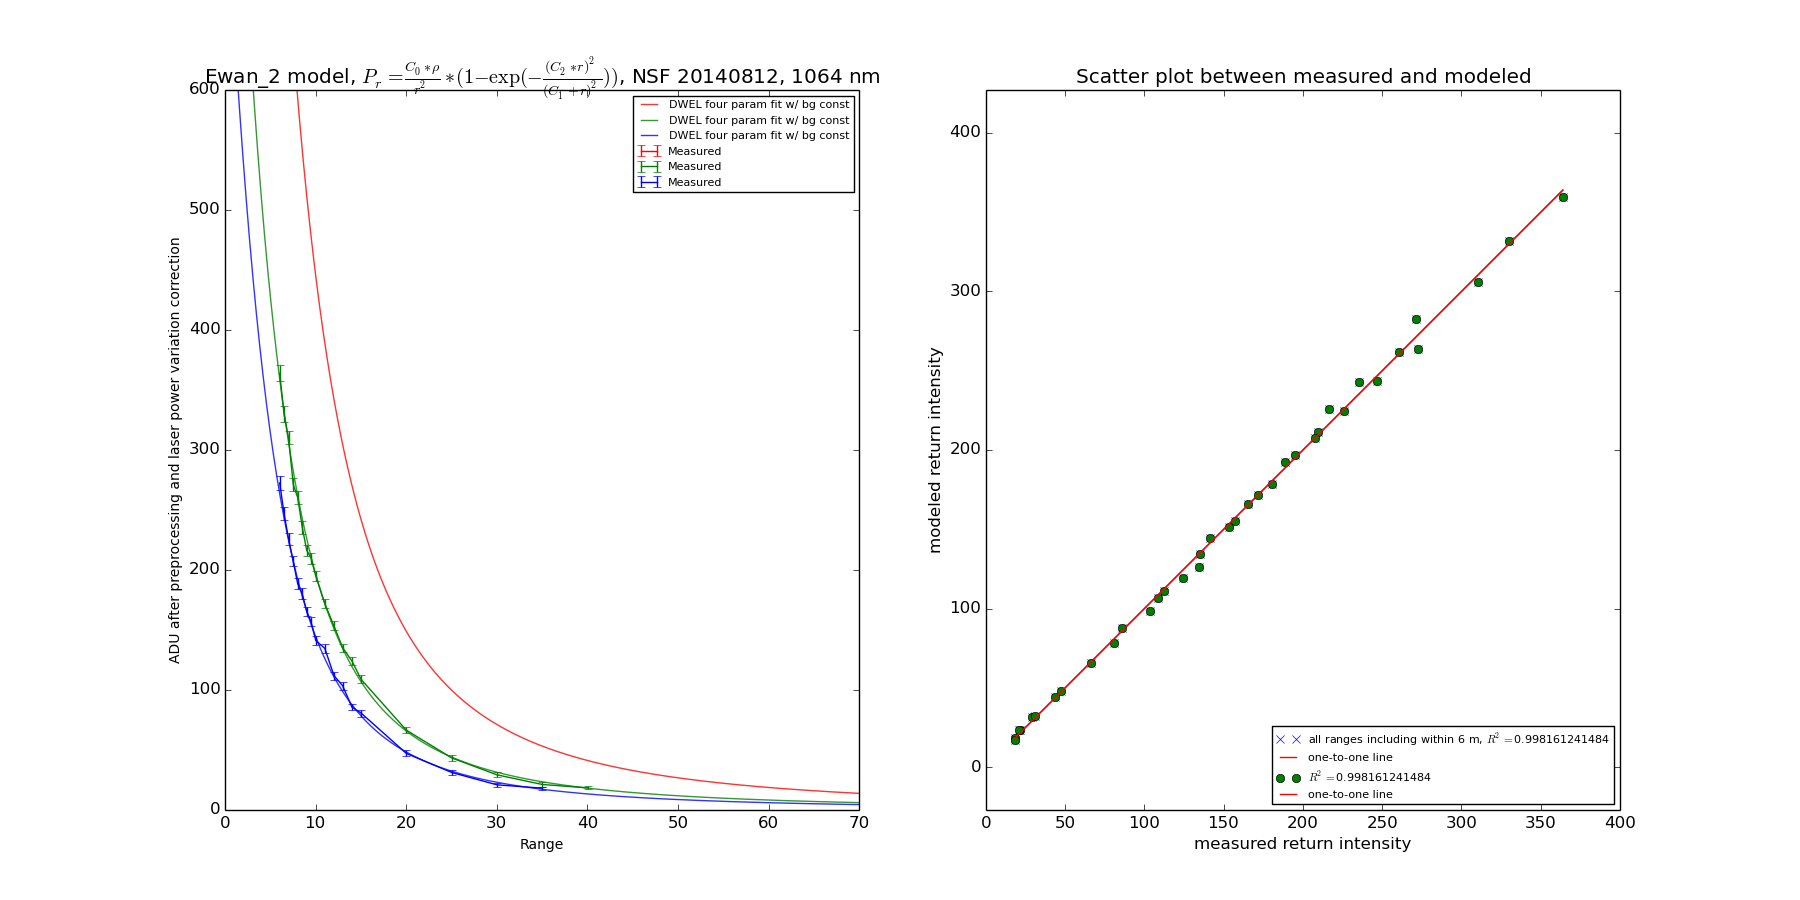 Ewan_2 model, $P_r = \frac{C_0 * \rho}{r^2} * (1 - \exp(-\frac{(C_2 * r)^2}{(C_1 + r)^2}))$, NSF 20140812, 1064 nm
600
500
400
300
200
100
0
ADU after preprocessing and laser power variation correction
DWEL four param fit w/ bg const
DWEL four param fit w/ bg const
DWEL four param fit w/ bg const
Measured
Measured
Measured
0 10 20 30 40 50 60 70
Range
Scatter plot between measured and modeled
400
300
200
100
0
modeled return intensity
all ranges including within 6 m, $R^2$ =0.998161241484
one-to-one line
$R^2$ =0.998161241484
one-to-one line
0 50 100 150 200 250 300 350 400
measured return intensity